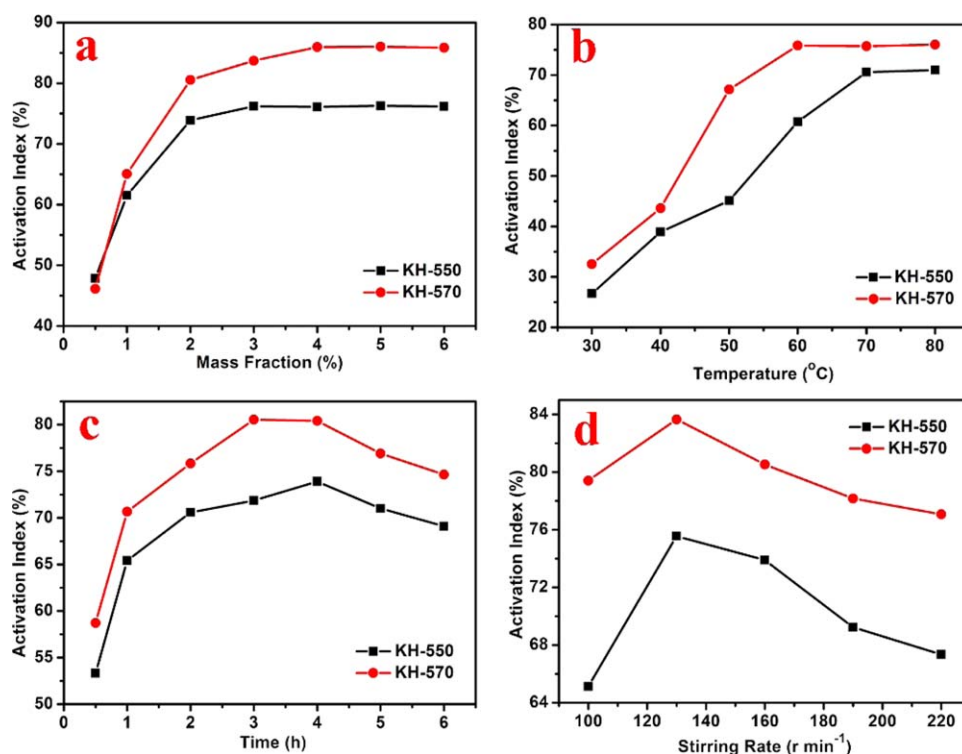 a
Activation Index (%)
90
80
70
60
50
40
0 1 2 3 4 5 6
Mass Fraction (%)
KH-550
KH-570
b
Activation Index (%)
80
70
60
50
40
30
20
30 40 50 60 70 80
Temperature (°C)
KH-550
KH-570
c
Activation Index (%)
80
75
70
65
60
55
50
0 1 2 3 4 5 6
Time (h)
KH-550
KH-570
d
Activation Index (%)
84
80
76
72
68
64
100 120 140 160 180 200 220
Stirring Rate (r min⁻¹)
KH-550
KH-570